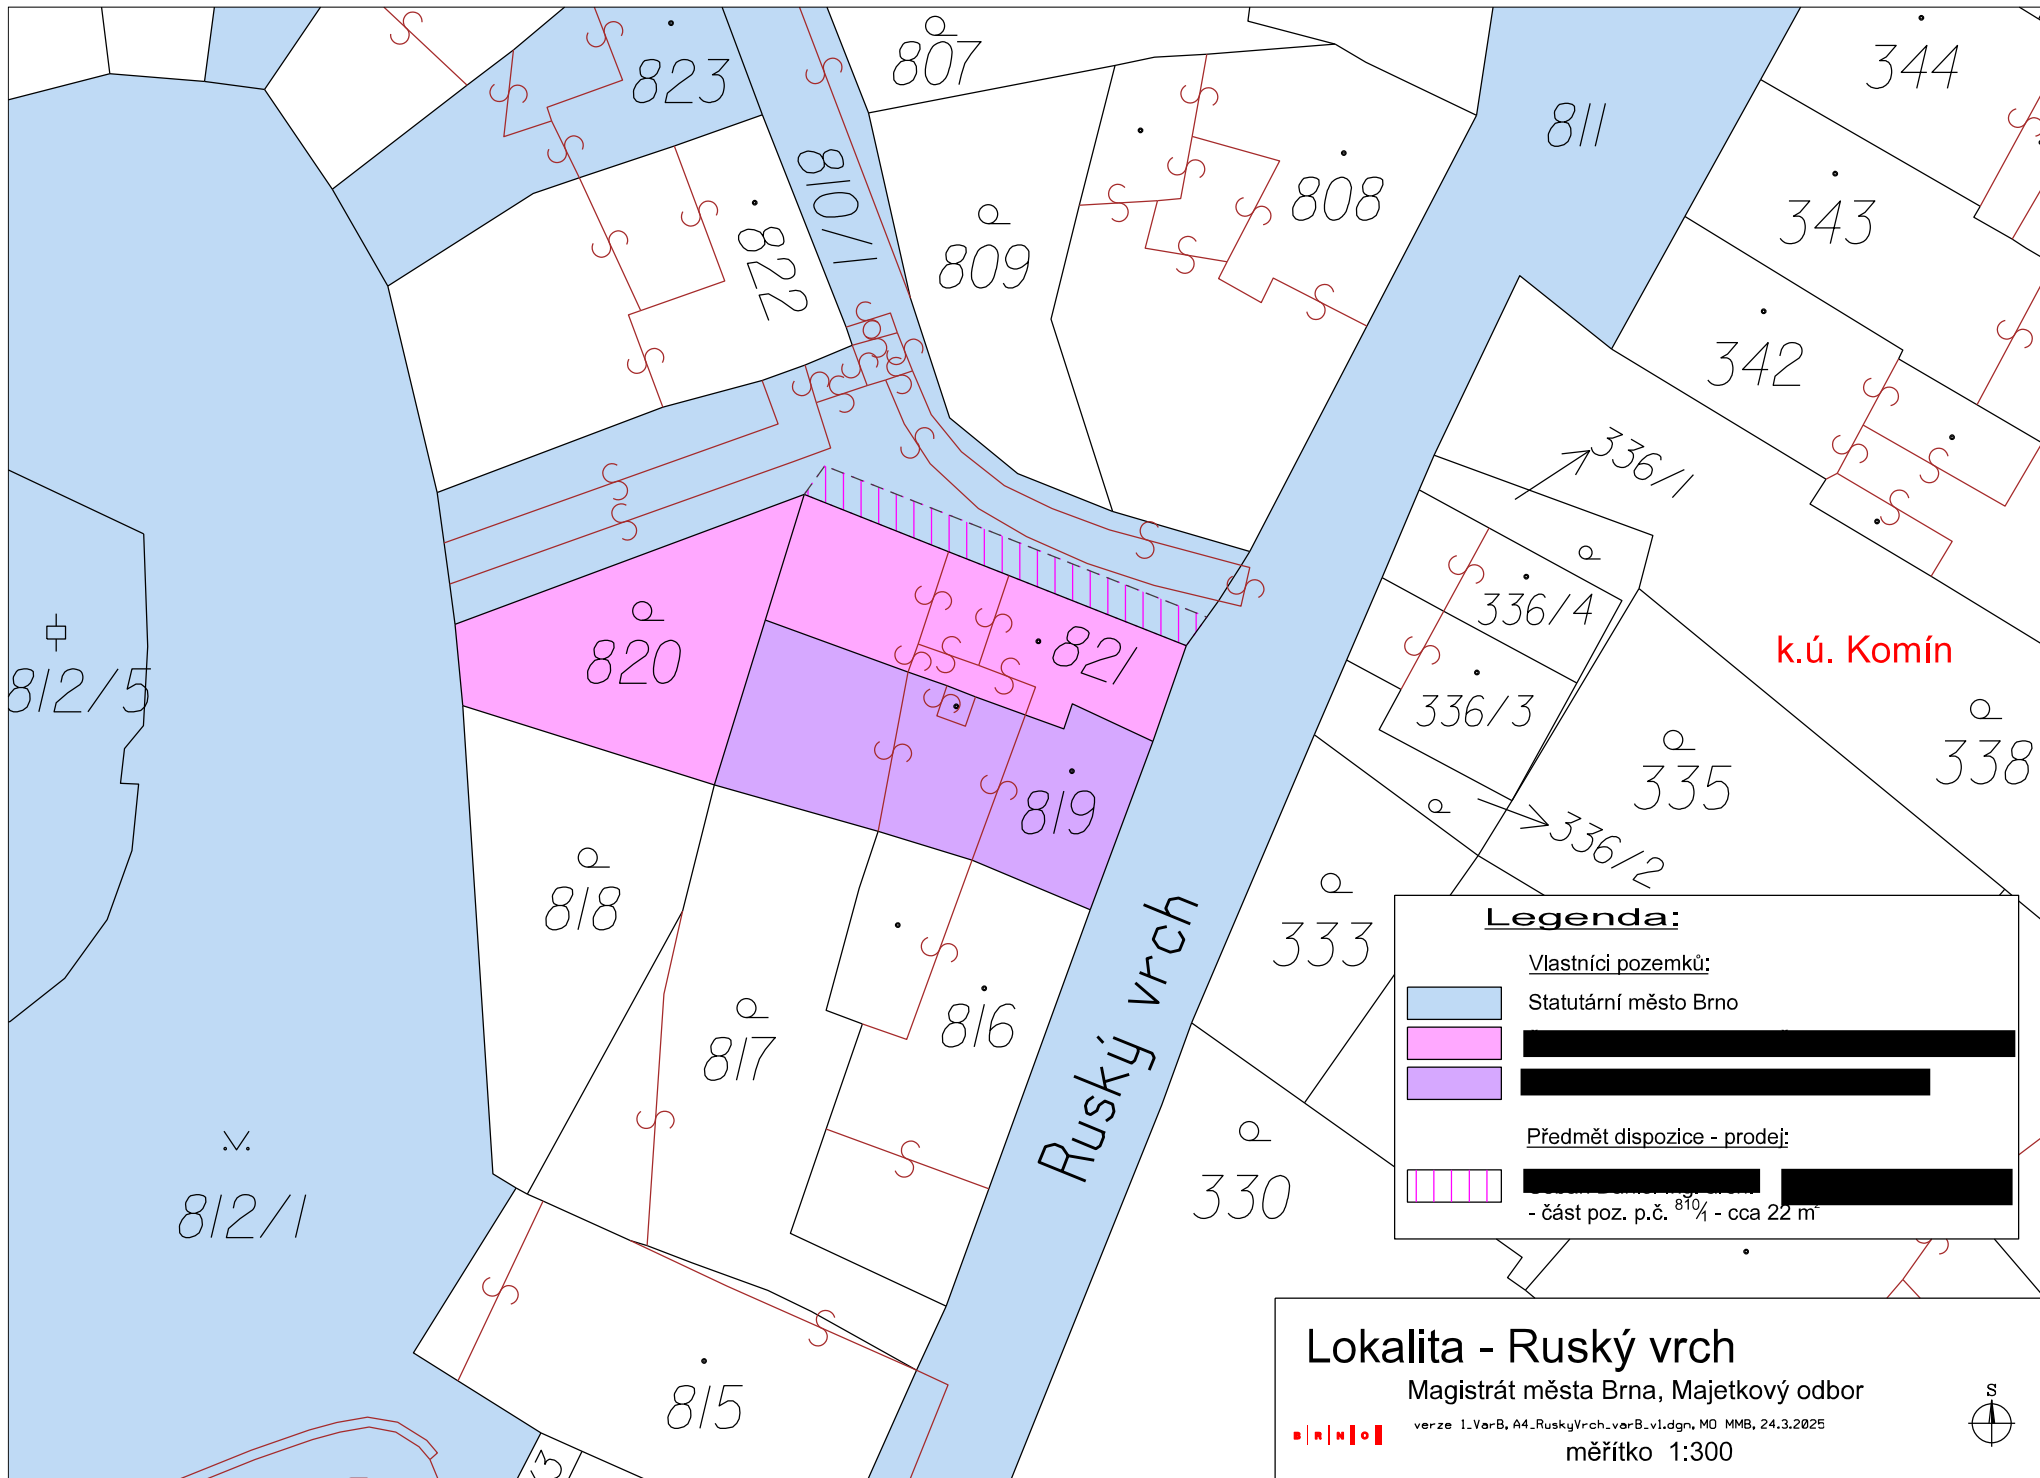 807
823
344
811
810/1
808
343
809
822
342
336/1
336/4
820
821
k.ú. Komín
812/5
336/3
338
335
819
336/2
818
333
Ruský vrch
816
817
330
812/1
815
Legenda:
Vlastníci pozemků:
Statutární město Brno
Předmět dispozice - prodej:
- část poz. p.č. 810/1 - cca 22 m²
Lokalita - Ruský vrch
Magistrát města Brna, Majetkový odbor
verze 1_VarB, A4_RuskyVrch_varB_v1.dgn, MO MMB, 24.3.2025
BRNO
měřítko 1:300
S